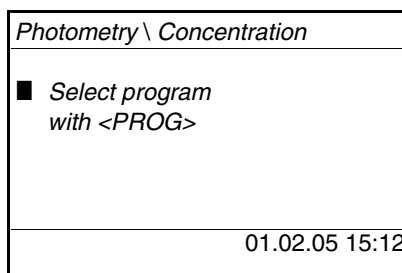 Photometry \ Concentration
Select program
with <PROG>
01.02.05 15:12